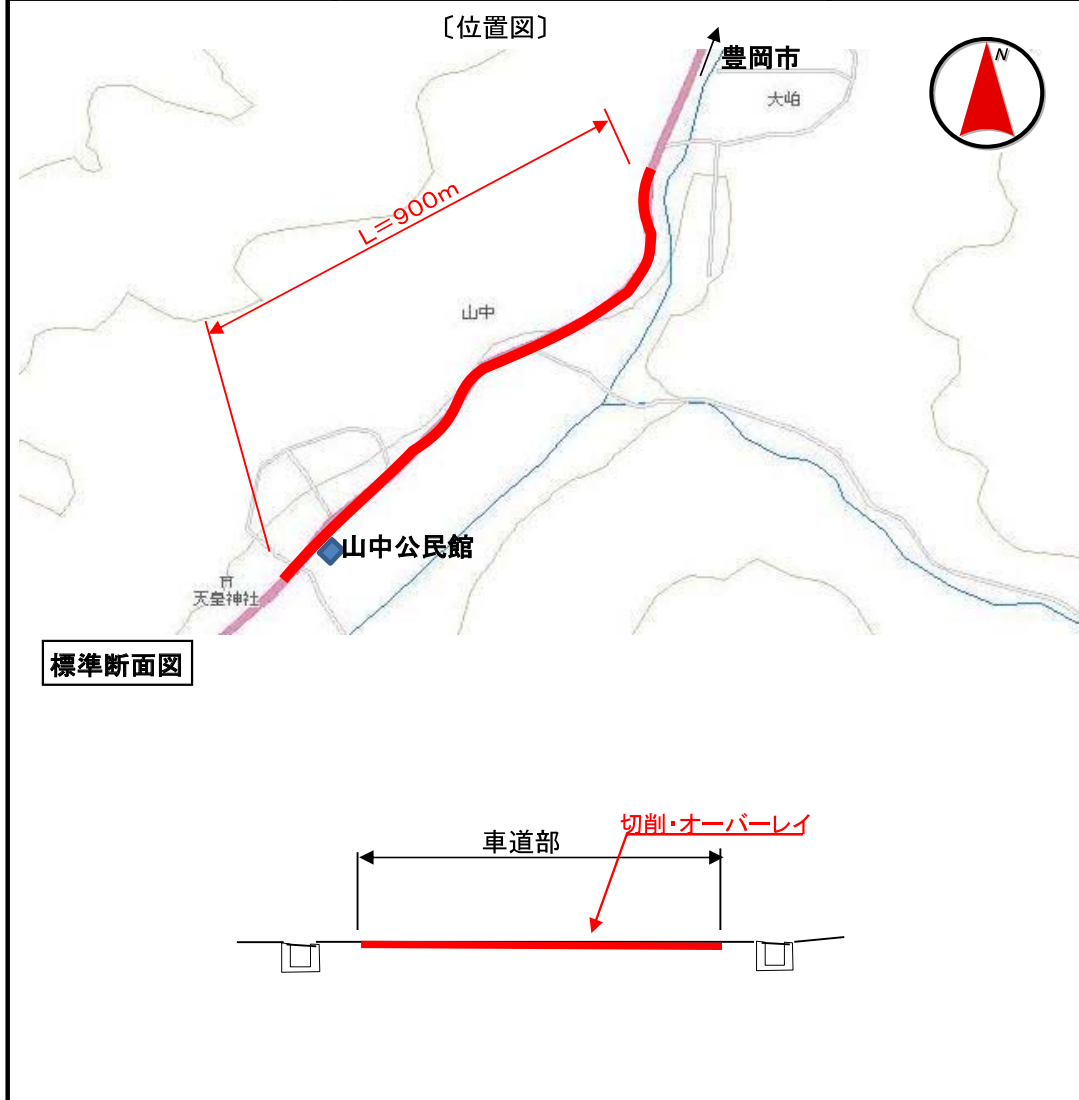 〔位置図〕
豊岡市
N
大岶
L=900m
山中
山中公民館
天皇神社
標準断面図
切削・オーバーレイ
車道部